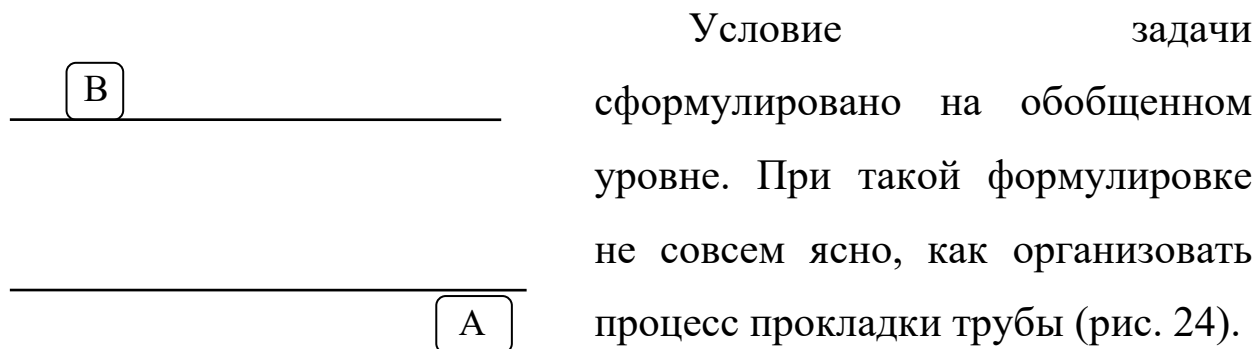 B
A
Условие задачи
сформулировано на обобщенном
уровне. При такой формулировке
не совсем ясно, как организовать
процесс прокладки трубы (рис. 24).